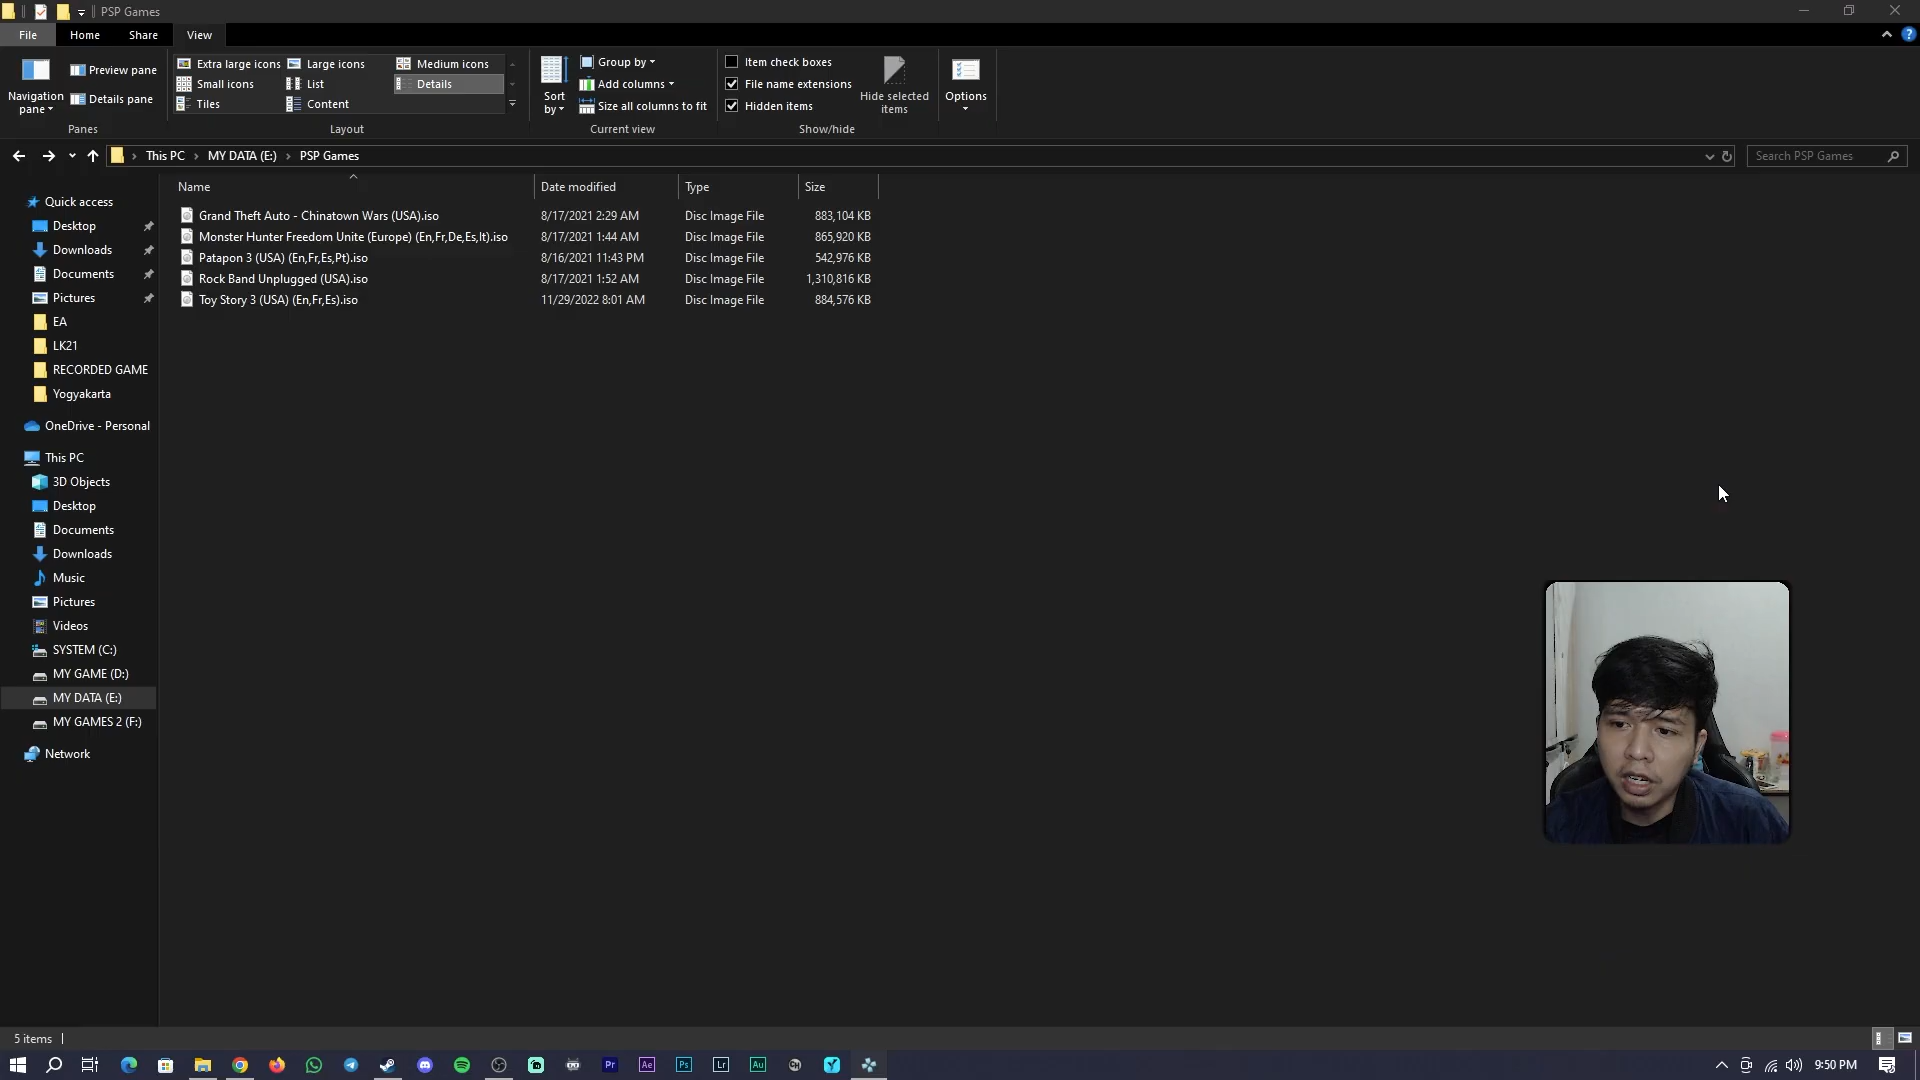 PSP Games
File Home Share View
Navigation pane
Preview pane
Details pane
Panes
Extra large icons Large icons Medium icons
Small icons List Details
Tiles Content
Layout
Sort by
Group by
Add columns
Size all columns to fit
Current view
Item check boxes
File name extensions
Hidden items
Hide selected items
Show/hide
Options
This PC MY DATA (E:) PSP Games
Search PSP Games
Name Date modified Type Size
Grand Theft Auto - Chinatown Wars (USA).iso 8/17/2021 2:29 AM Disc Image File 883,104 KB
Monster Hunter Freedom Unite (Europe) (En,Fr,De,Es,It).iso 8/17/2021 1:44 AM Disc Image File 865,920 KB
Patapon 3 (USA) (En,Fr,Es,Pt).iso 8/16/2021 11:43 PM Disc Image File 542,976 KB
Rock Band Unplugged (USA).iso 8/17/2021 1:52 AM Disc Image File 1,310,816 KB
Toy Story 3 (USA) (En,Fr,Es).iso 11/29/2022 8:01 AM Disc Image File 884,576 KB
Quick access
Desktop
Downloads
Documents
Pictures
EA
LK21
RECORDED GAME
Yogyakarta
OneDrive - Personal
This PC
3D Objects
Desktop
Documents
Downloads
Music
Pictures
Videos
SYSTEM (C:)
MY GAME (D:)
MY DATA (E:)
MY GAMES 2 (F:)
Network
5 items
Pr Ae Ps Lr Au
9:50 PM